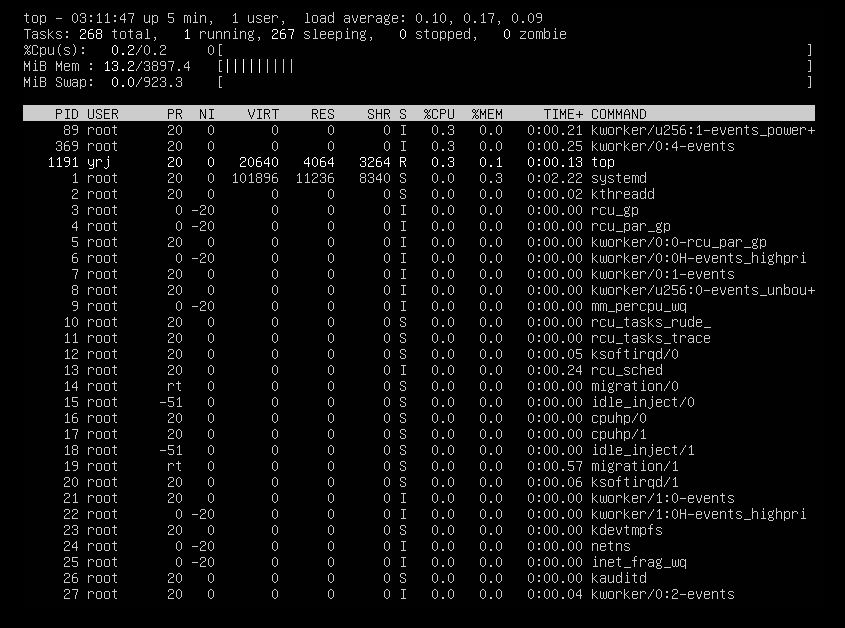 top - 03:11:47 up 5 min,  1 user,  load average: 0.10, 0.17, 0.09
Tasks: 268 total,   1 running, 267 sleeping,   0 stopped,   0 zombie
%Cpu(s):   0.2/0.2     0[                                                                          ]
MiB Mem : 13.2/3897.4   [|||||||||                                                                 ]
MiB Swap:  0.0/923.3    [                                                                          ]

    PID USER      PR  NI    VIRT    RES    SHR S  %CPU  %MEM     TIME+ COMMAND
     89 root      20   0       0      0      0 I   0.3   0.0   0:00.21 kworker/u256:1-events_power+
    369 root      20   0       0      0      0 I   0.3   0.0   0:00.25 kworker/0:4-events
   1191 yrj       20   0   20640   4064   3264 R   0.3   0.1   0:00.13 top
      1 root      20   0  101896  11236   8340 S   0.0   0.3   0:02.22 systemd
      2 root      20   0       0      0      0 S   0.0   0.0   0:00.02 kthreadd
      3 root       0 -20       0      0      0 I   0.0   0.0   0:00.00 rcu_gp
      4 root       0 -20       0      0      0 I   0.0   0.0   0:00.00 rcu_par_gp
      5 root      20   0       0      0      0 I   0.0   0.0   0:00.00 kworker/0:0-rcu_par_gp
      6 root       0 -20       0      0      0 I   0.0   0.0   0:00.00 kworker/0:0H-events_highpri
      7 root      20   0       0      0      0 I   0.0   0.0   0:00.00 kworker/0:1-events
      8 root      20   0       0      0      0 I   0.0   0.0   0:00.00 kworker/u256:0-events_unbou+
      9 root       0 -20       0      0      0 I   0.0   0.0   0:00.00 mm_percpu_wq
     10 root      20   0       0      0      0 S   0.0   0.0   0:00.00 rcu_tasks_rude_
     11 root      20   0       0      0      0 S   0.0   0.0   0:00.00 rcu_tasks_trace
     12 root      20   0       0      0      0 S   0.0   0.0   0:00.05 ksoftirqd/0
     13 root      20   0       0      0      0 I   0.0   0.0   0:00.24 rcu_sched
     14 root      rt   0       0      0      0 S   0.0   0.0   0:00.00 migration/0
     15 root     -51   0       0      0      0 S   0.0   0.0   0:00.00 idle_inject/0
     16 root      20   0       0      0      0 S   0.0   0.0   0:00.00 cpuhp/0
     17 root      20   0       0      0      0 S   0.0   0.0   0:00.00 cpuhp/1
     18 root     -51   0       0      0      0 S   0.0   0.0   0:00.00 idle_inject/1
     19 root      rt   0       0      0      0 S   0.0   0.0   0:00.57 migration/1
     20 root      20   0       0      0      0 S   0.0   0.0   0:00.06 ksoftirqd/1
     21 root      20   0       0      0      0 I   0.0   0.0   0:00.00 kworker/1:0-events
     22 root       0 -20       0      0      0 I   0.0   0.0   0:00.00 kworker/1:0H-events_highpri
     23 root      20   0       0      0      0 S   0.0   0.0   0:00.00 kdevtmpfs
     24 root       0 -20       0      0      0 I   0.0   0.0   0:00.00 netns
     25 root       0 -20       0      0      0 I   0.0   0.0   0:00.00 inet_frag_wq
     26 root      20   0       0      0      0 S   0.0   0.0   0:00.00 kauditd
     27 root      20   0       0      0      0 I   0.0   0.0   0:00.04 kworker/0:2-events